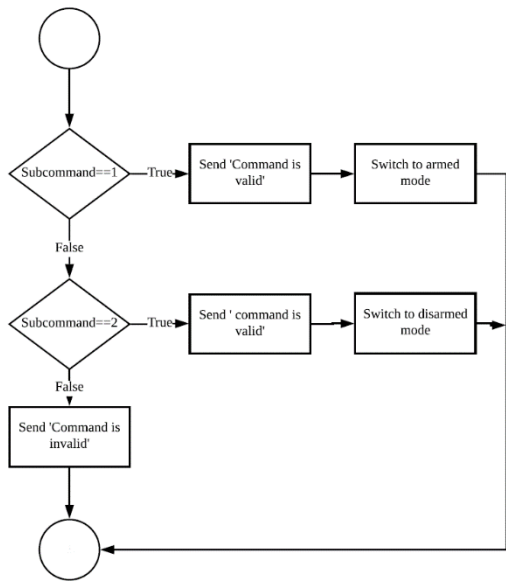 Subcommand==1
True
Send 'Command is
valid'
Switch to armed
mode
False
Subcommand==2
True
Send ' command is
valid'
Switch to disarmed
mode
False
Send 'Command is
invalid'